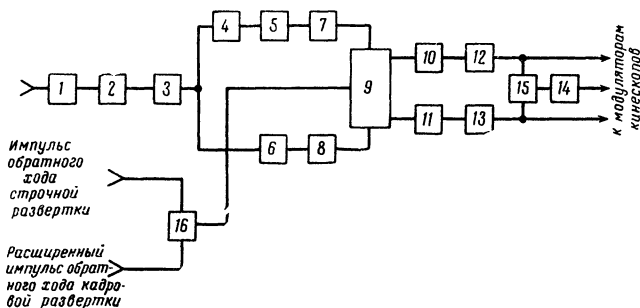 4
5
7
10
12
1
2
3
9
15
14
6
8
11
13
16
Импульс
обратного
хода
строчной
развертки
Расширенный
импульс обрат-
ного хода кадро-
вой развертки
к модуляторам
кинескопов